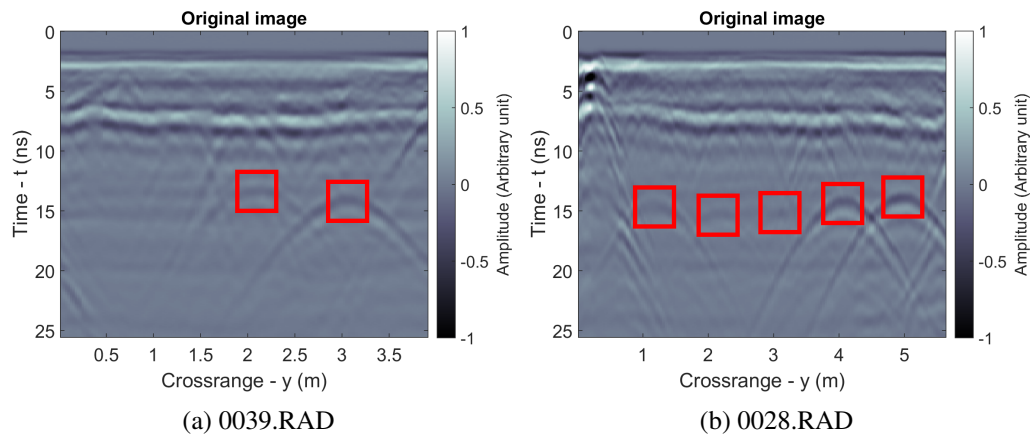 Original image
0
5
10
15
20
25
Time - t (ns)
0.5 1 1.5 2 2.5 3 3.5
Crossrange - y (m)
1
0.5
0
-0.5
-1
Amplitude (Arbitrary unit)
(a) 0039.RAD
Original image
0
5
10
15
20
25
Time - t (ns)
1 2 3 4 5
Crossrange - y (m)
1
0.5
0
-0.5
-1
Amplitude (Arbitrary unit)
(b) 0028.RAD